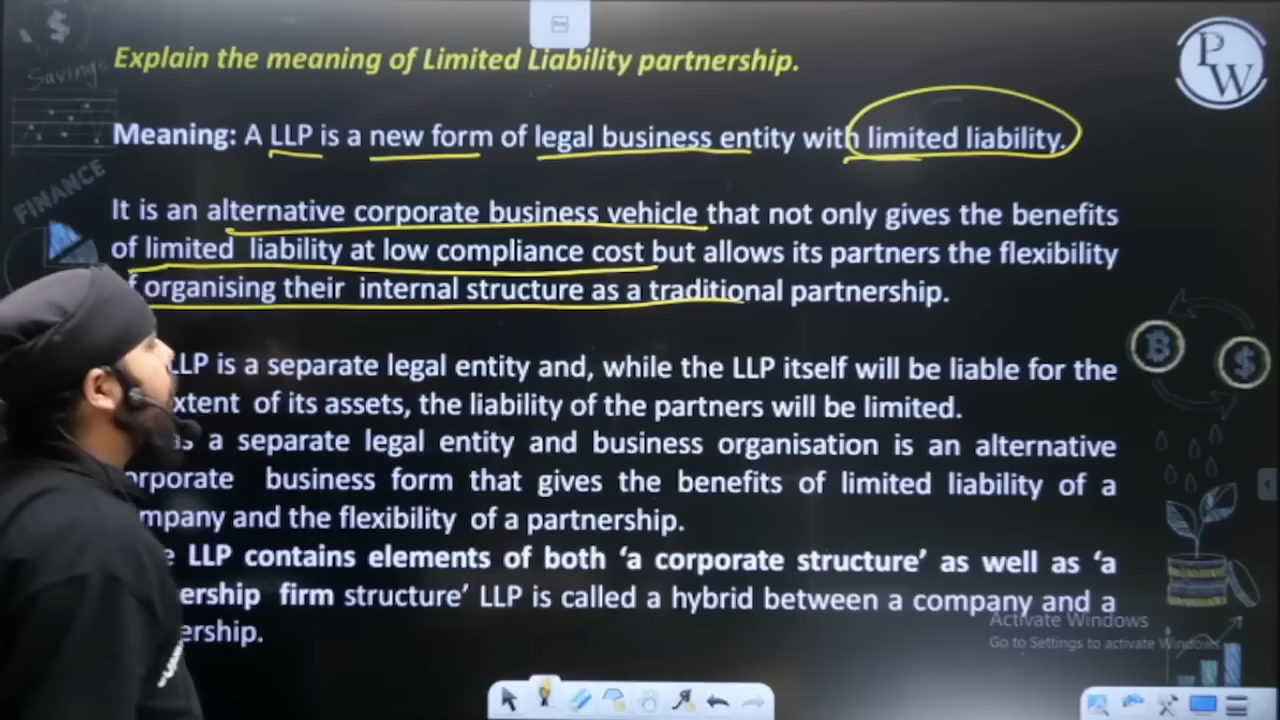 Explain the meaning of Limited Liability partnership.
Savings
P
W
Meaning: A LLP is a new form of legal business entity with limited liability.
FINANCE
It is an alternative corporate business vehicle that not only gives the benefits
of limited liability at low compliance cost but allows its partners the flexibility
f organising their internal structure as a traditional partnership.
LLP is a separate legal entity and, while the LLP itself will be liable for the
xtent of its assets, the liability of the partners will be limited.
as a separate legal entity and business organisation is an alternative
orporate business form that gives the benefits of limited liability of a
mpany and the flexibility of a partnership.
e LLP contains elements of both ‘a corporate structure’ as well as ‘a
ership firm structure’ LLP is called a hybrid between a company and a
ership.
Activate Windows
Go to Settings to activate Windows.